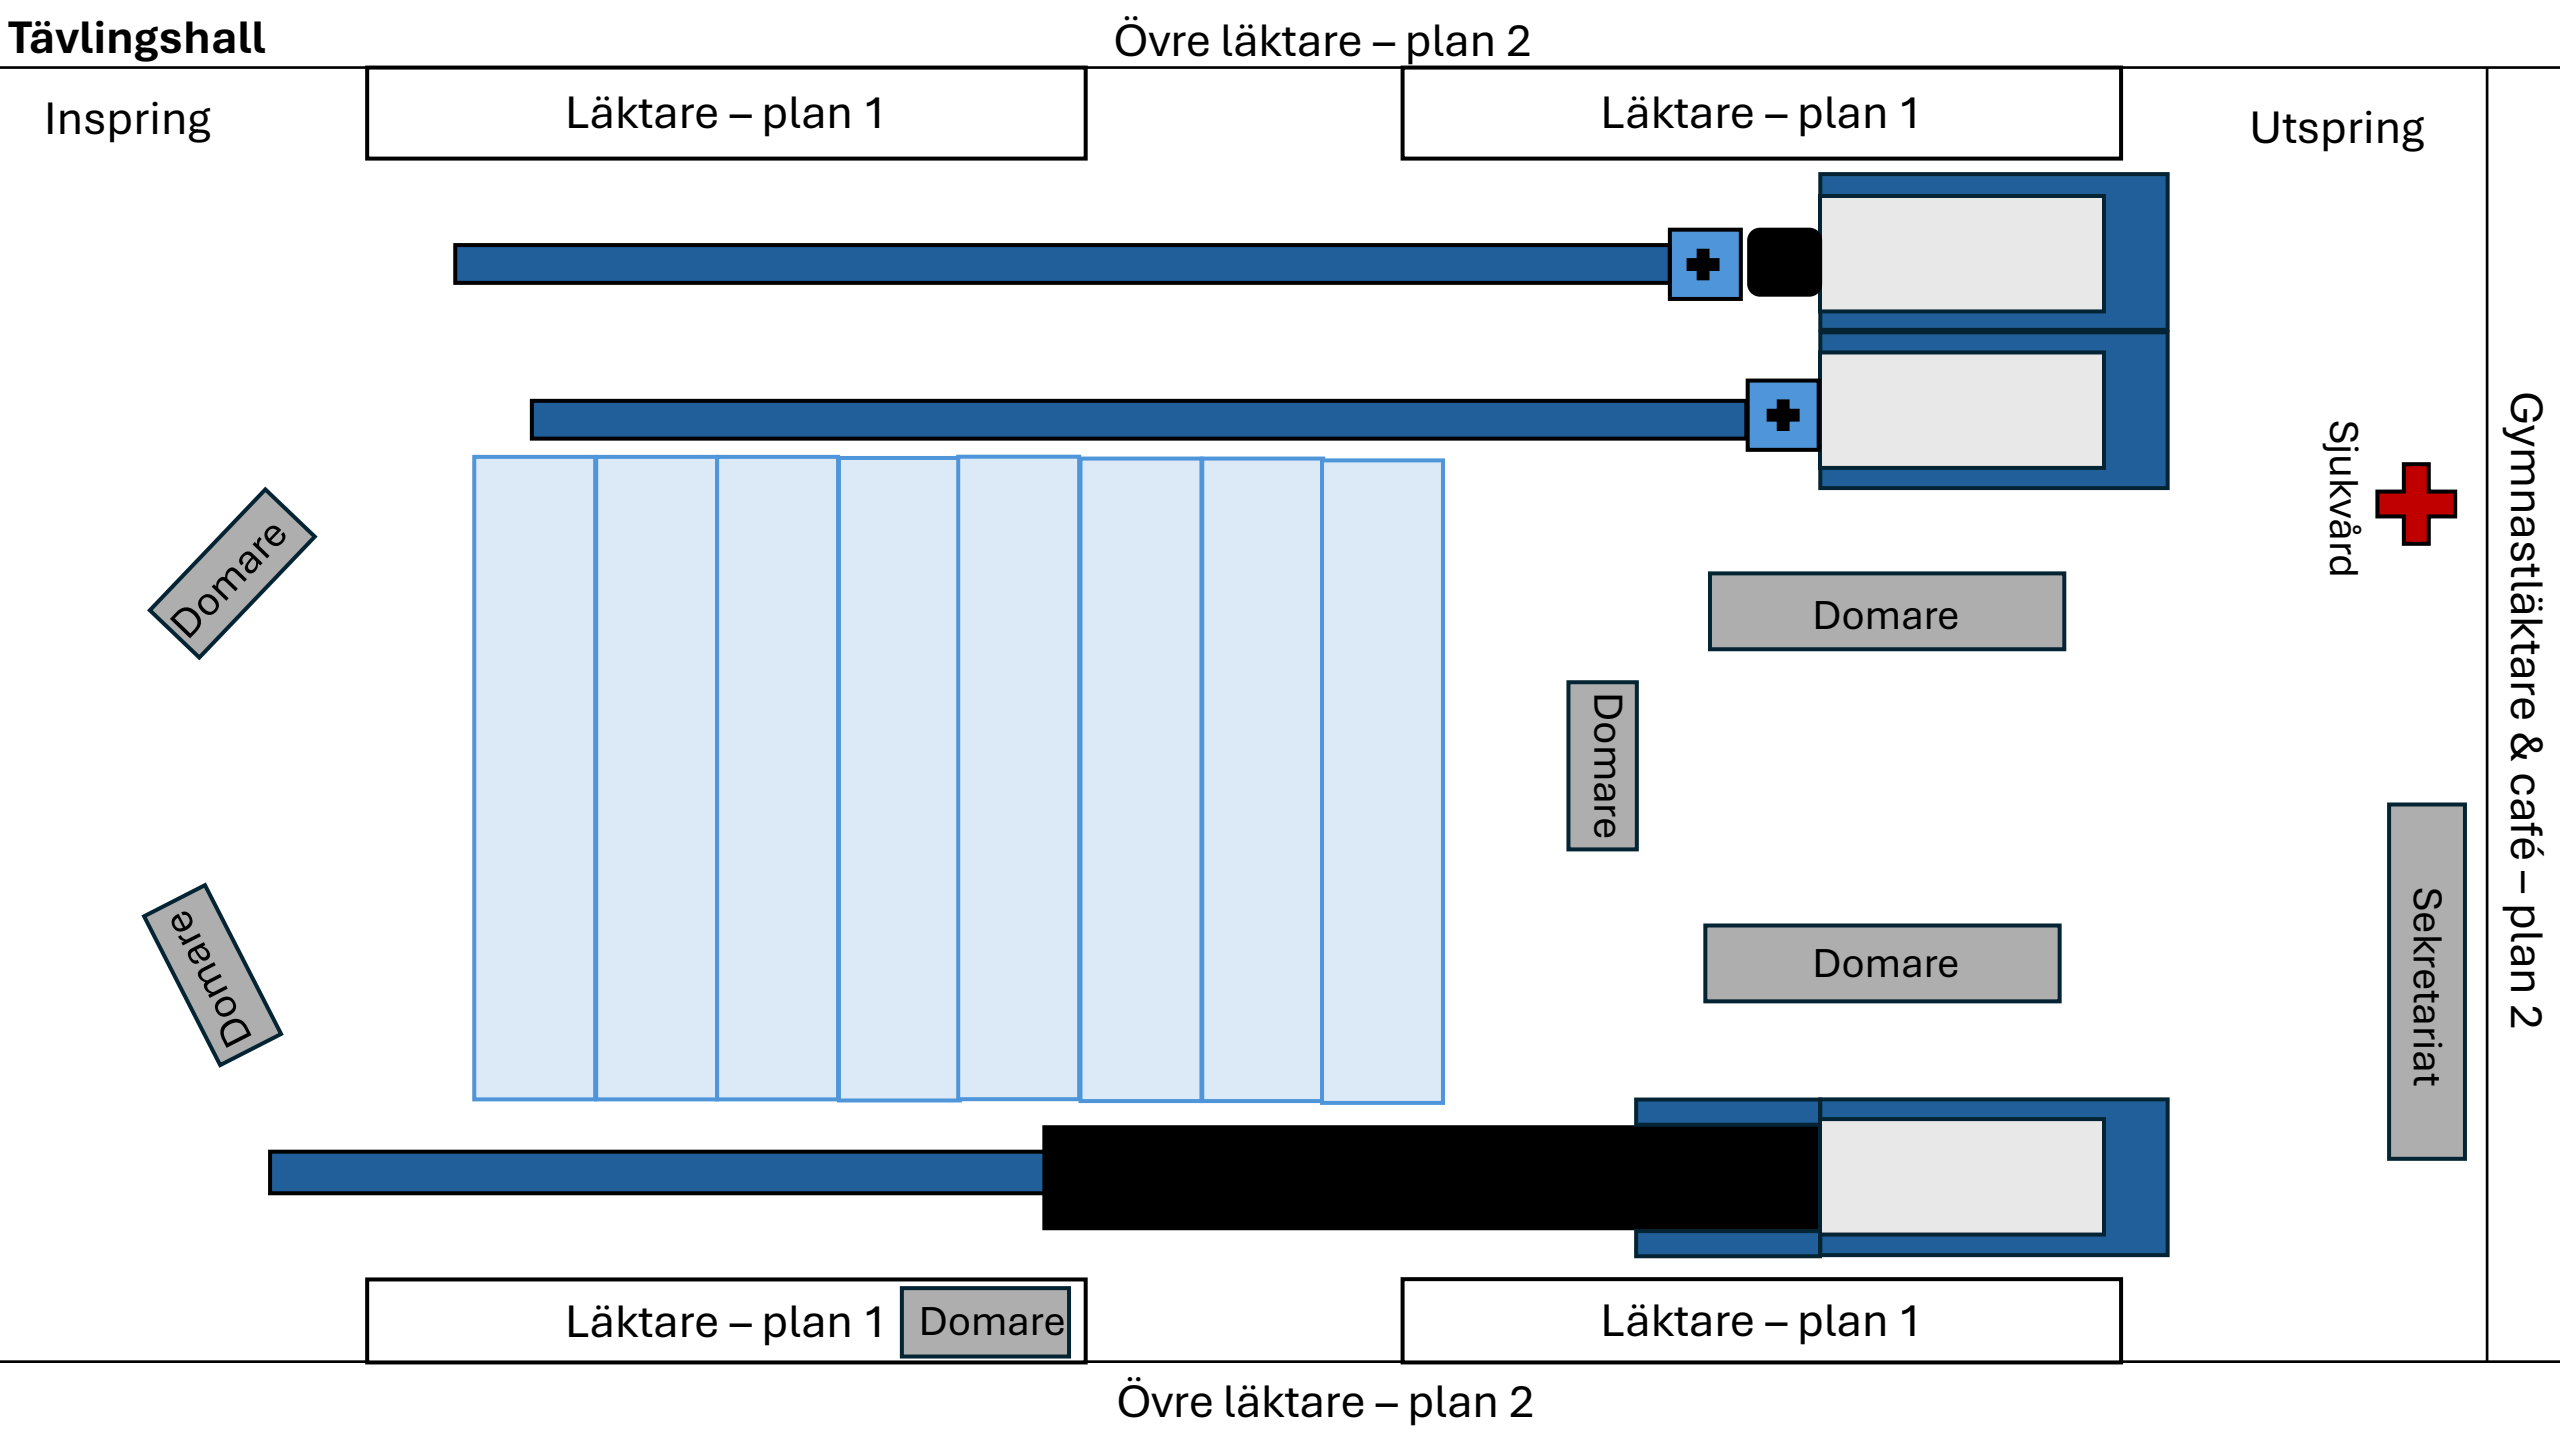 Tävlingshall
Övre läktare – plan 2
Inspring
Läktare – plan 1
Läktare – plan 1
Utspring
Sjukvård
Gymnastläktare & café – plan 2
Domare
Domare
Domare
Domare
Domare
Sekretariat
Läktare – plan 1
Domare
Läktare – plan 1
Övre läktare – plan 2